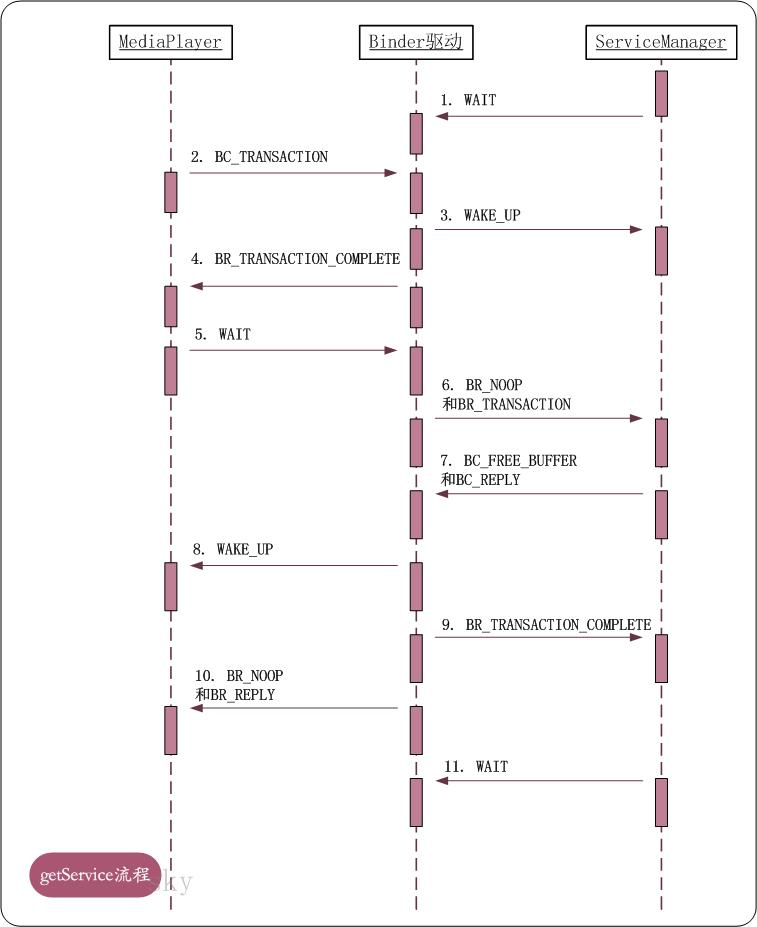 MediaPlayer
Binder驱动
ServiceManager
1. WAIT
2. BC_TRANSACTION
3. WAKE_UP
4. BR_TRANSACTION_COMPLETE
5. WAIT
6. BR_NOOP
和BR_TRANSACTION
7. BC_FREE_BUFFER
和BC_REPLY
8. WAKE_UP
9. BR_TRANSACTION_COMPLETE
10. BR_NOOP
和BR_REPLY
11. WAIT
getService流程
sky